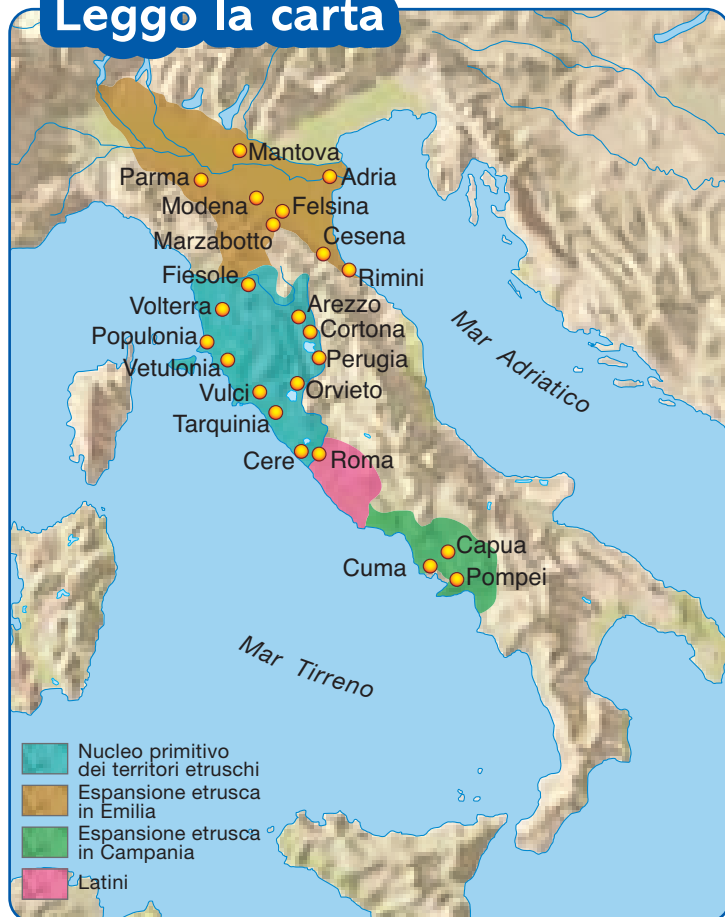 Leggo la carta
Mantova
Parma
Adria
Modena
Felsina
Marzabotto
Cesena
Fiesole
Rimini
Volterra
Arezzo
Populonia
Cortona
Vetulonia
Perugia
Vulci
Orvieto
Tarquinia
Cere
Roma
Mar Adriatico
Capua
Cuma
Pompei
Mar Tirreno
Nucleo primitivo
dei territori etruschi
Espansione etrusca
in Emilia
Espansione etrusca
in Campania
Latini